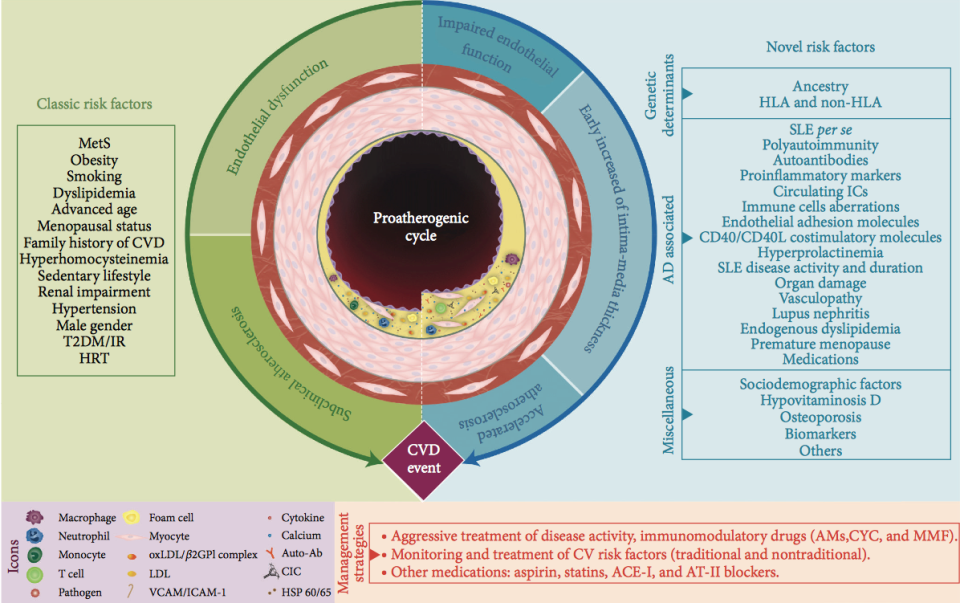 Classic risk factors
MetS
Obesity
Smoking
Dyslipidemia
Advanced age
Menopausal status
Family history of CVD
Hyperhomocysteinemia
Sedentary lifestyle
Renal impairment
Hypertension
Male gender
T2DM/IR
HRT
Endothelial dysfunction
Subclinical atherosclerosis
Impaired endothelial
function
Early increased of intima-media thickness
Accelerated
atherosclerosis
Proatherogenic
cycle
CVD
event
Novel risk factors
Genetic
determinants
Ancestry
HLA and non-HLA
AD associated
SLE per se
Polyautoimmunity
Autoantibodies
Proinflammatory markers
Circulating ICs
Immune cells aberrations
Endothelial adhesion molecules
CD40/CD40L costimulatory molecules
Hyperprolactinemia
SLE disease activity and duration
Organ damage
Vasculopathy
Lupus nephritis
Endogenous dyslipidemia
Premature menopause
Medications
Miscellaneous
Sociodemographic factors
Hypovitaminosis D
Osteoporosis
Biomarkers
Others
Icons
Macrophage
Neutrophil
Monocyte
T cell
Pathogen
Foam cell
Myocyte
oxLDL/β2GPl complex
LDL
VCAM/ICAM-1
Cytokine
Calcium
Auto-Ab
CIC
HSP 60/65
Management
strategies
• Aggressive treatment of disease activity, immunomodulatory drugs (AMs,CYC, and MMF).
• Monitoring and treatment of CV risk factors (traditional and nontraditional).
• Other medications: aspirin, statins, ACE-I, and AT-II blockers.